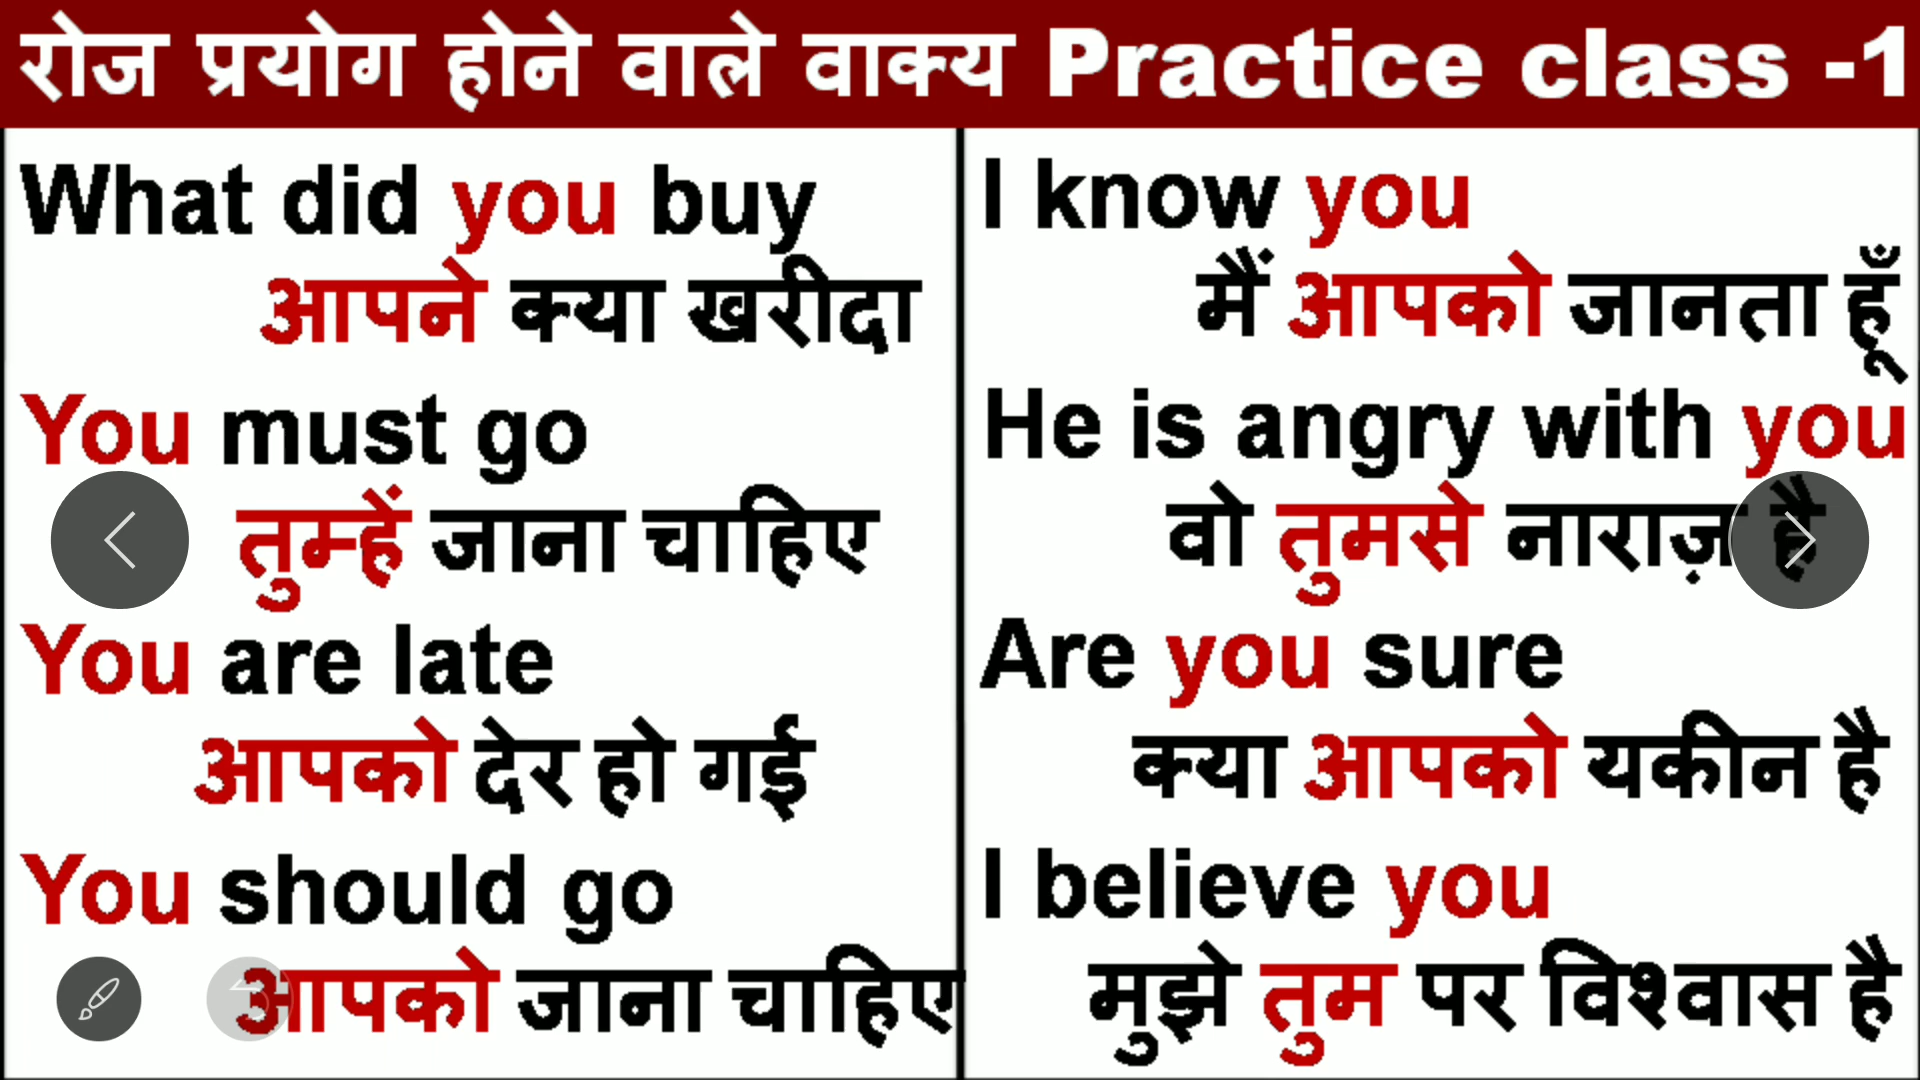 रोज प्रयोग होने वाले वाक्य Practice class -1
What did you buy
आपने क्या खरीदा
You must go
तुम्हें जाना चाहिए
You are late
आपको देर हो गई
You should go
आपको जाना चाहिए
I know you
मैं आपको जानता हूँ
He is angry with you
वो तुमसे नाराज़ है
Are you sure
क्या आपको यकीन है
I believe you
मुझे तुम पर विश्वास है